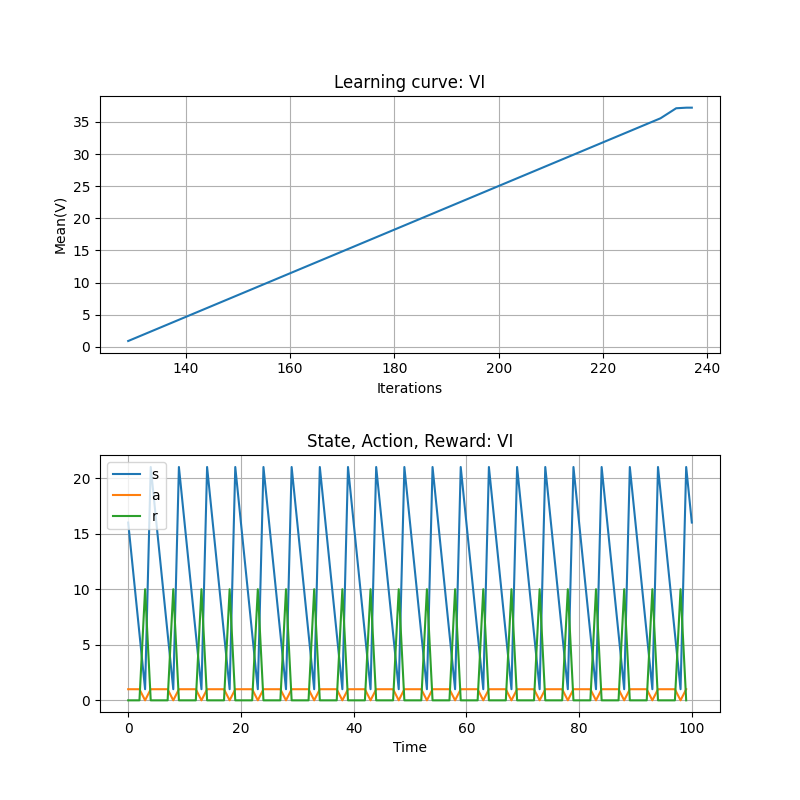 Learning curve: VI
35
30
25
20
15
10
5
0
Mean(V)
140 160 180 200 220 240
Iterations
State, Action, Reward: VI
20
15
10
5
0
s
a
r
0 20 40 60 80 100
Time